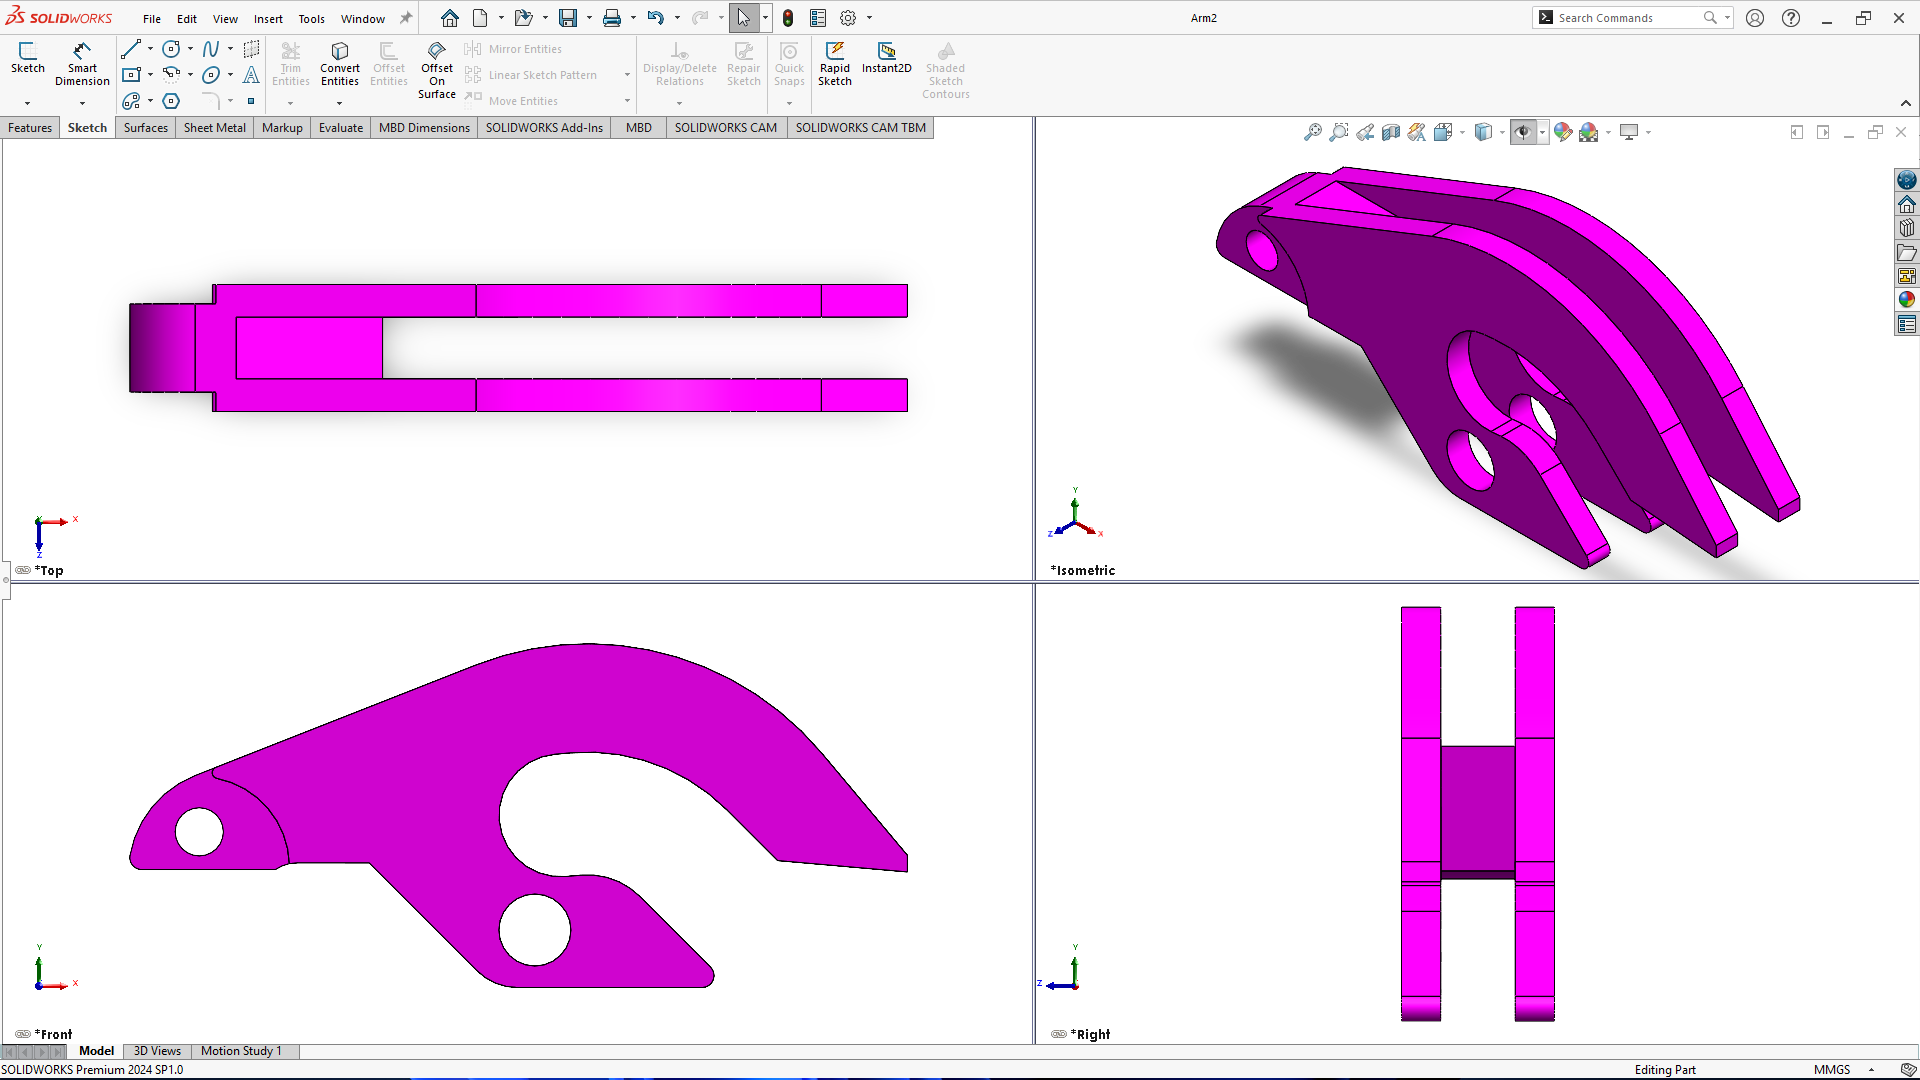 SOLIDWORKS File Edit View Insert Tools Window Arm2 Search Commands
Sketch
Smart Dimension
Trim Entities
Convert Entities
Offset Entities
Offset On Surface
Mirror Entities
Linear Sketch Pattern
Move Entities
Display/Delete Relations
Repair Sketch
Quick Snaps
Rapid Sketch
Instant2D
Shaded Sketch Contours
Features Sketch Surfaces Sheet Metal Markup Evaluate MBD Dimensions SOLIDWORKS Add-Ins MBD SOLIDWORKS CAM SOLIDWORKS CAM TBM
Y
X
Z
*Top
Y
Z
X
*Isometric
Y
X
*Front
Y
Z
*Right
Model 3D Views Motion Study 1
SOLIDWORKS Premium 2024 SP1.0 Editing Part MMGS